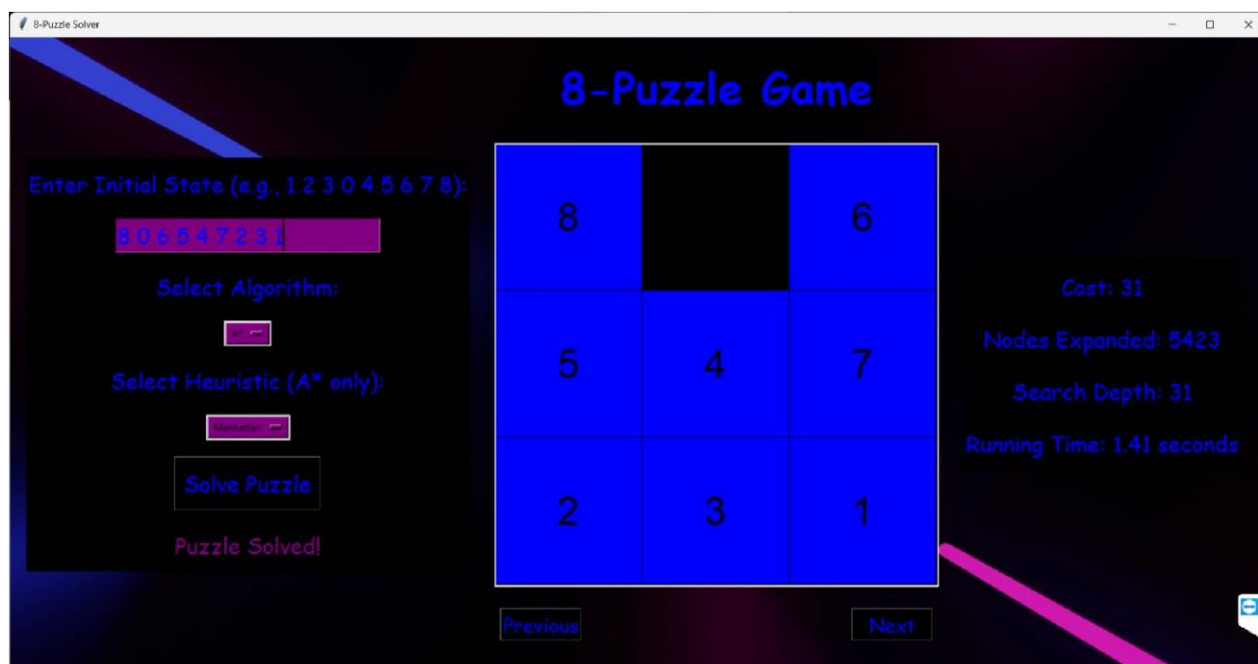 8-Puzzle Solver
8-Puzzle Game
Enter Initial State (e.g., 1 2 3 0 4 5 6 7 8):
8 0 6 5 4 7 2 3 1
Select Algorithm:
A*
Select Heuristic (A* only):
Manhattan
Solve Puzzle
Puzzle Solved!
8 6
5 4 7
2 3 1
Previous Next
Cost: 31
Nodes Expanded: 5423
Search Depth: 31
Running Time: 1.41 seconds